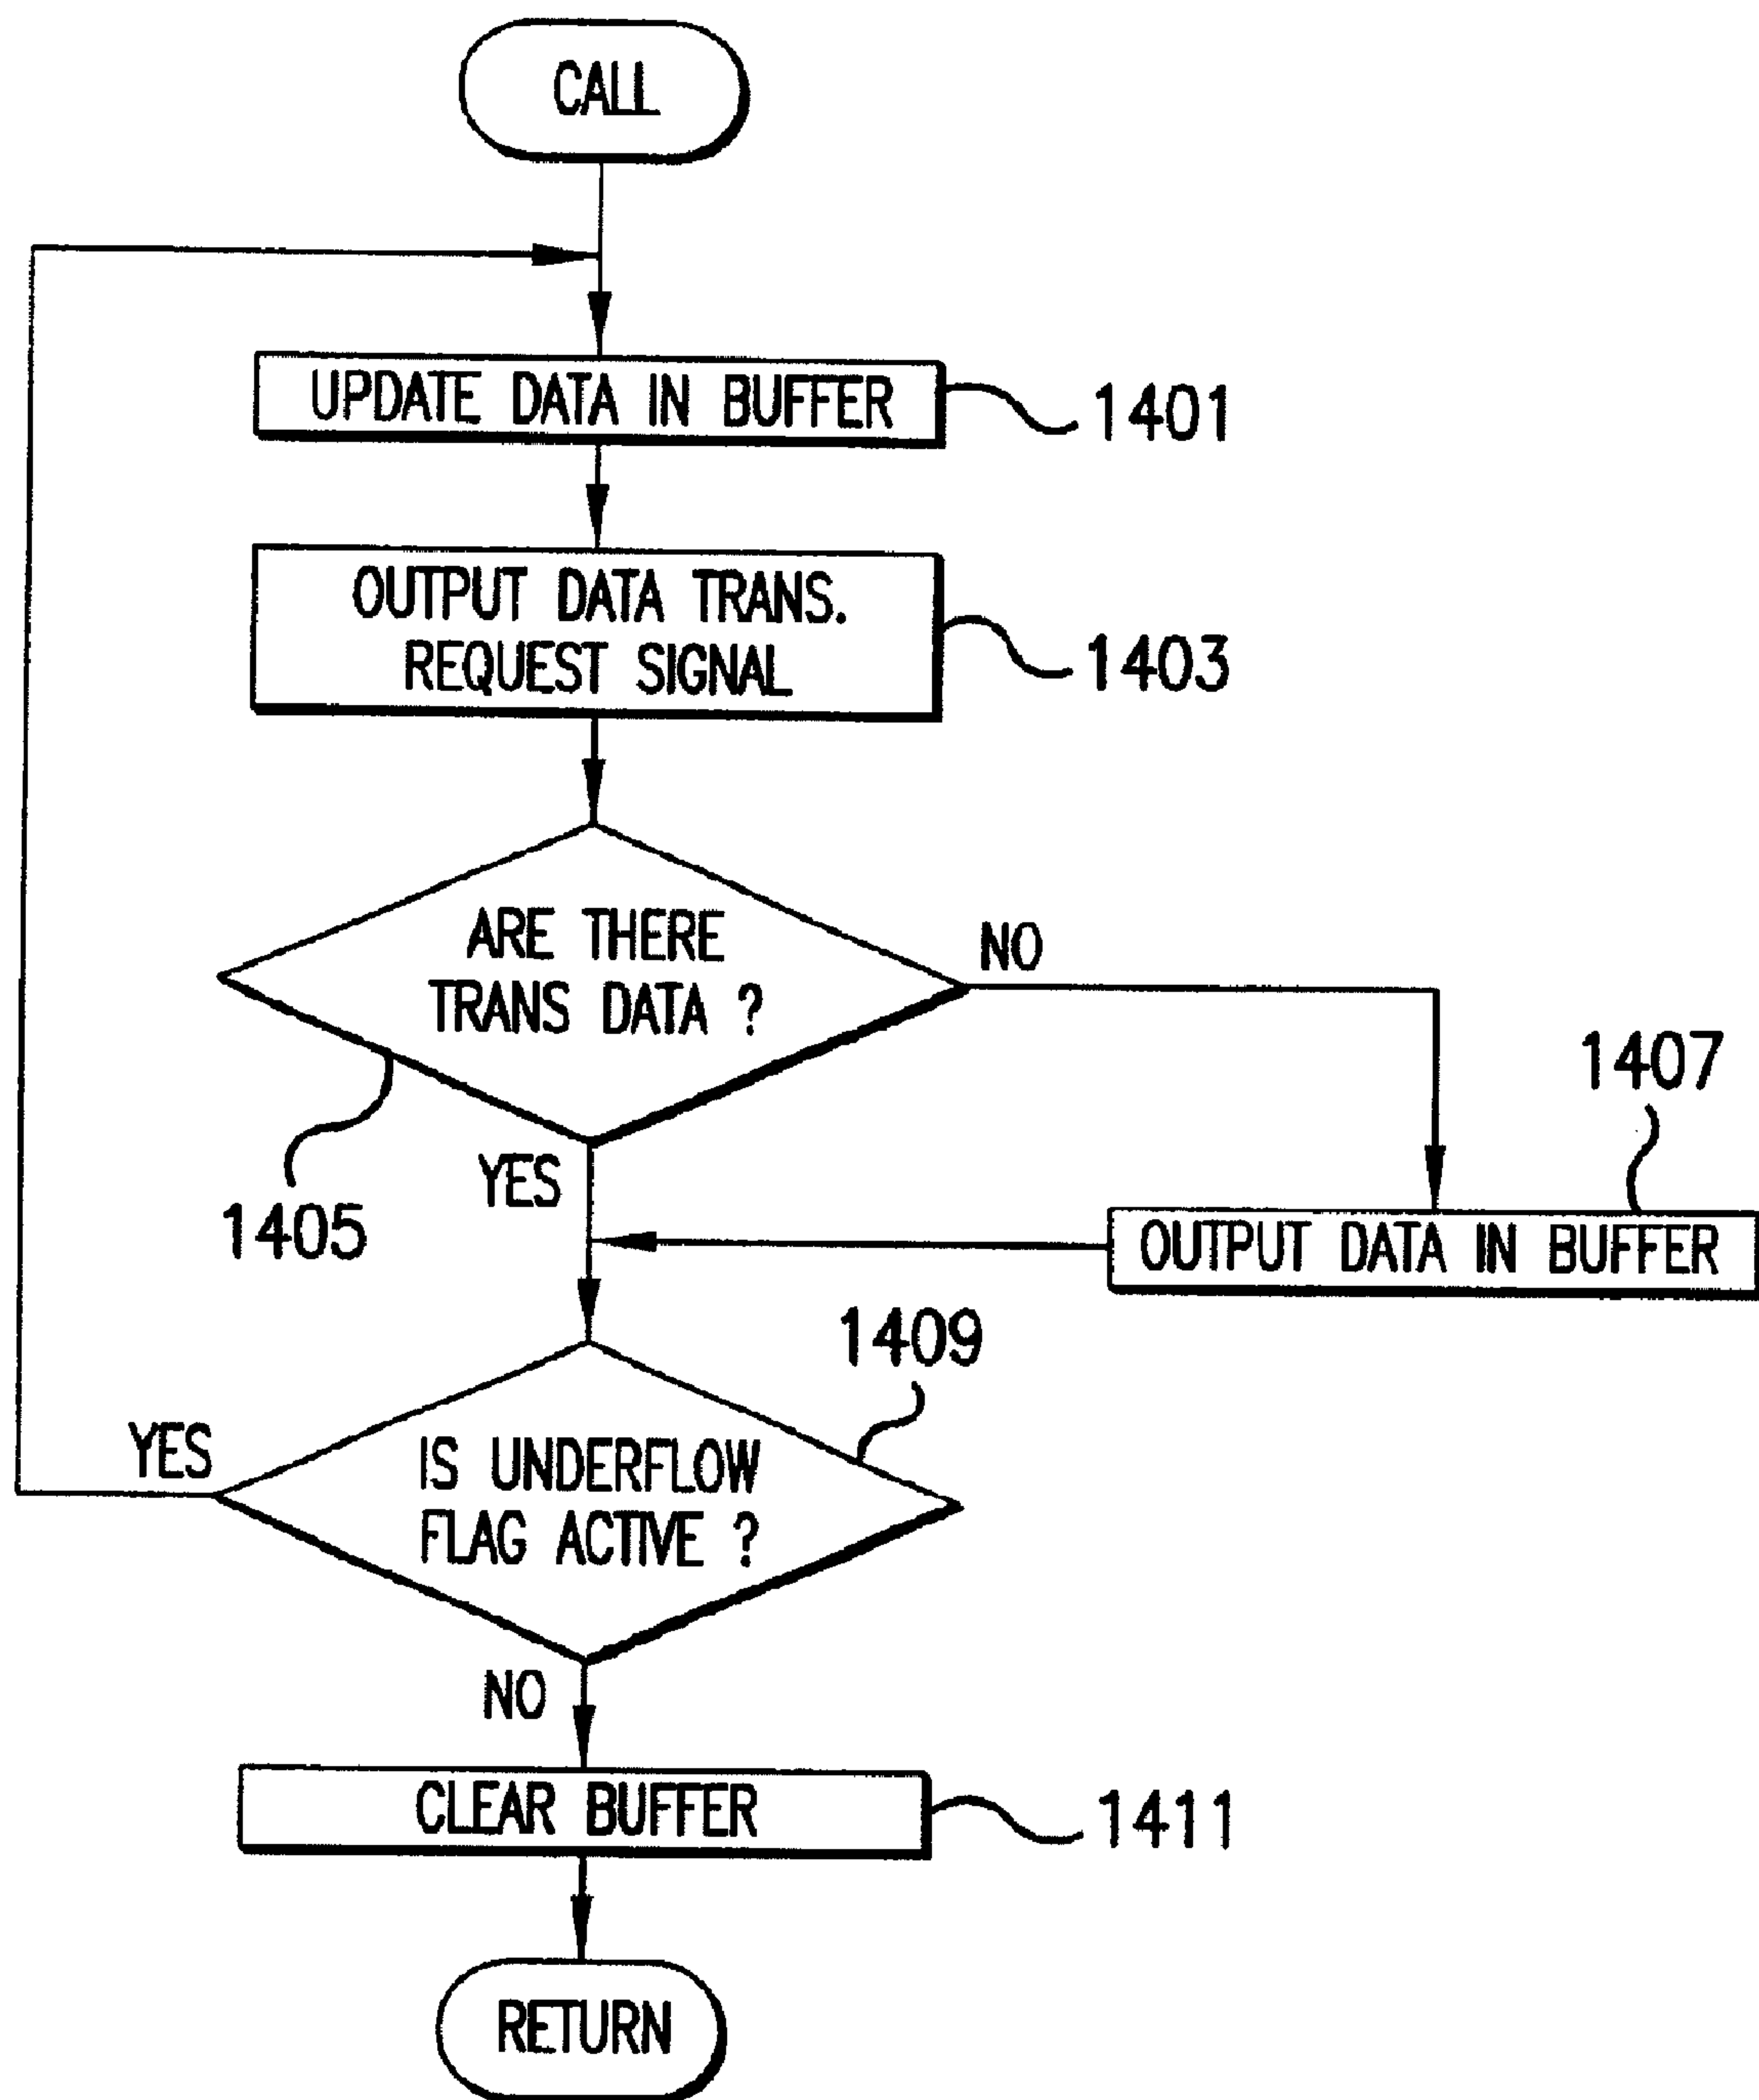 CALL
UPDATE DATA IN BUFFER
1401
OUTPUT DATA TRANS.
REQUEST SIGNAL
1403
ARE THERE
TRANS DATA ?
NO
1407
YES
1405
OUTPUT DATA IN BUFFER
1409
YES
IS UNDERFLOW
FLAG ACTIVE ?
NO
CLEAR BUFFER
1411
RETURN